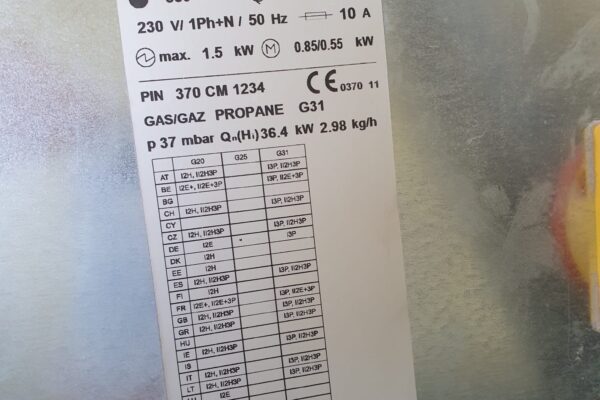 230 V/ 1Ph+N / 50 Hz 10 A
max. 1.5 kW M 0.85/0.55 kW
PIN 370 CM 1234 CE 0370 11
GAS/GAZ PROPANE G31
p 37 mbar Qn(Hi) 36.4 kW 2.98 kg/h
G20 G25 G31
AT I2H, II2H3P I3P, II2H3P
BE I2E+, II2E+3P I3P, II2E+3P
BG
CH I2H, II2H3P I3P, II2H3P
CY
CZ I2H, II2H3P I3P, II2H3P
DE I2E I3P
DK I2H
EE I2H I3P, II2H3P
ES I2H, II2H3P
FI I2H I3P, II2E+3P
FR I2E+, II2E+3P I3P, II2H3P
GB I2H, II2H3P I3P, II2H3P
GR I2H, II2H3P
HU
IE I2H, II2H3P
IS I3P, II2H3P
IT I2H, II2H3P I3P, II2H3P
LT I2H, II2H3P
I2E